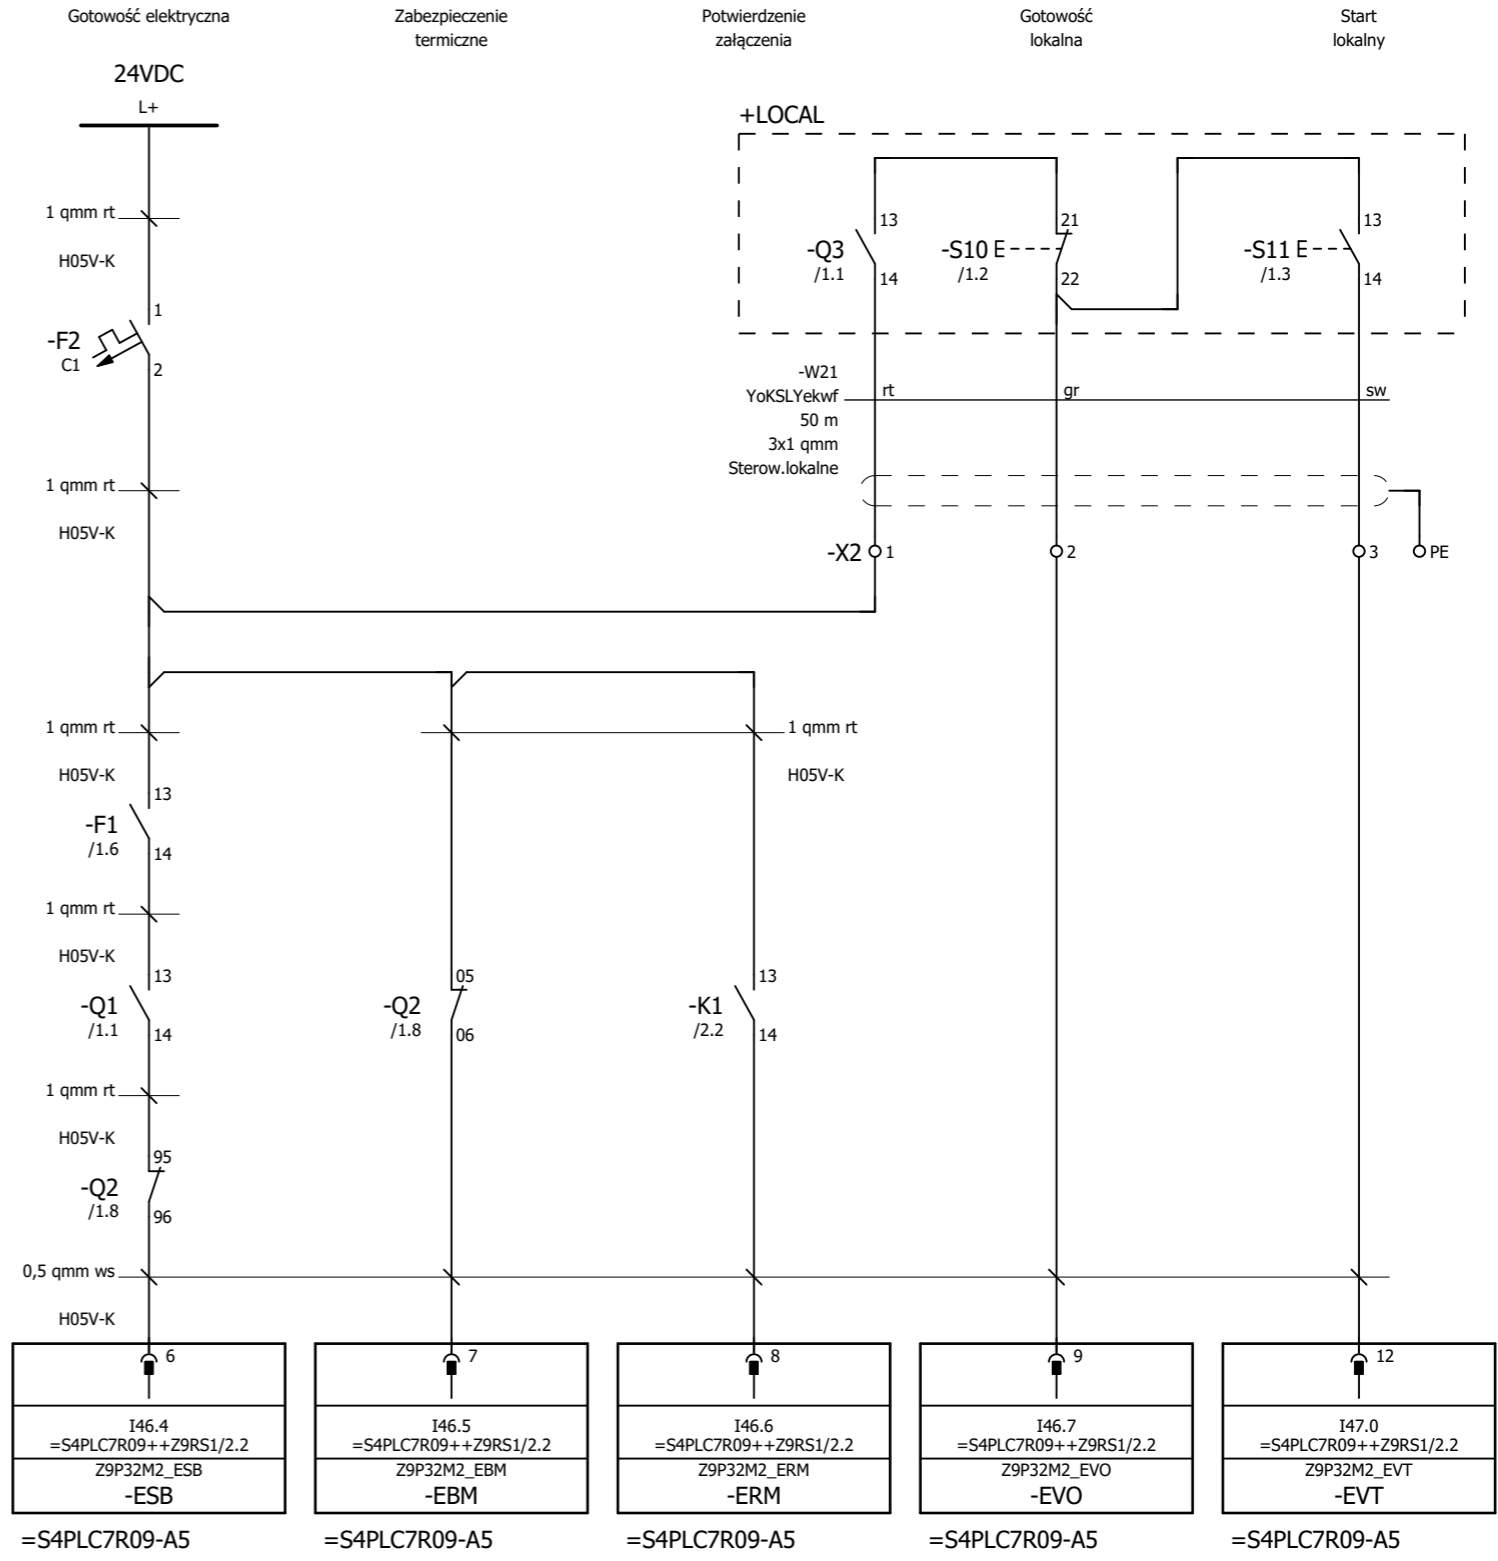 Gotowość elektryczna
Zabezpieczenie
termiczne
Potwierdzenie
załączenia
Gotowość
lokalna
Start
lokalny
24VDC
L+
+LOCAL
1 qmm rt
H05V-K
-Q3
/1.1
13
14
-S10 E
/1.2
21
22
-S11 E
/1.3
13
14
1
-F2
C1
2
-W21
YoKSLYekwf
50 m
3x1 qmm
Sterow.lokalne
rt
gr
sw
1 qmm rt
H05V-K
-X2
1
2
3
PE
1 qmm rt
H05V-K
1 qmm rt
H05V-K
13
-F1
/1.6
14
1 qmm rt
H05V-K
13
-Q1
/1.1
14
05
-Q2
/1.8
06
13
-K1
/2.2
14
1 qmm rt
H05V-K
95
-Q2
/1.8
96
0,5 qmm ws
H05V-K
6
7
8
9
12
I46.4
=S4PLC7R09++Z9RS1/2.2
Z9P32M2_ESB
-ESB
=S4PLC7R09-A5
I46.5
=S4PLC7R09++Z9RS1/2.2
Z9P32M2_EBM
-EBM
=S4PLC7R09-A5
I46.6
=S4PLC7R09++Z9RS1/2.2
Z9P32M2_ERM
-ERM
=S4PLC7R09-A5
I46.7
=S4PLC7R09++Z9RS1/2.2
Z9P32M2_EVO
-EVO
=S4PLC7R09-A5
I47.0
=S4PLC7R09++Z9RS1/2.2
Z9P32M2_EVT
-EVT
=S4PLC7R09-A5